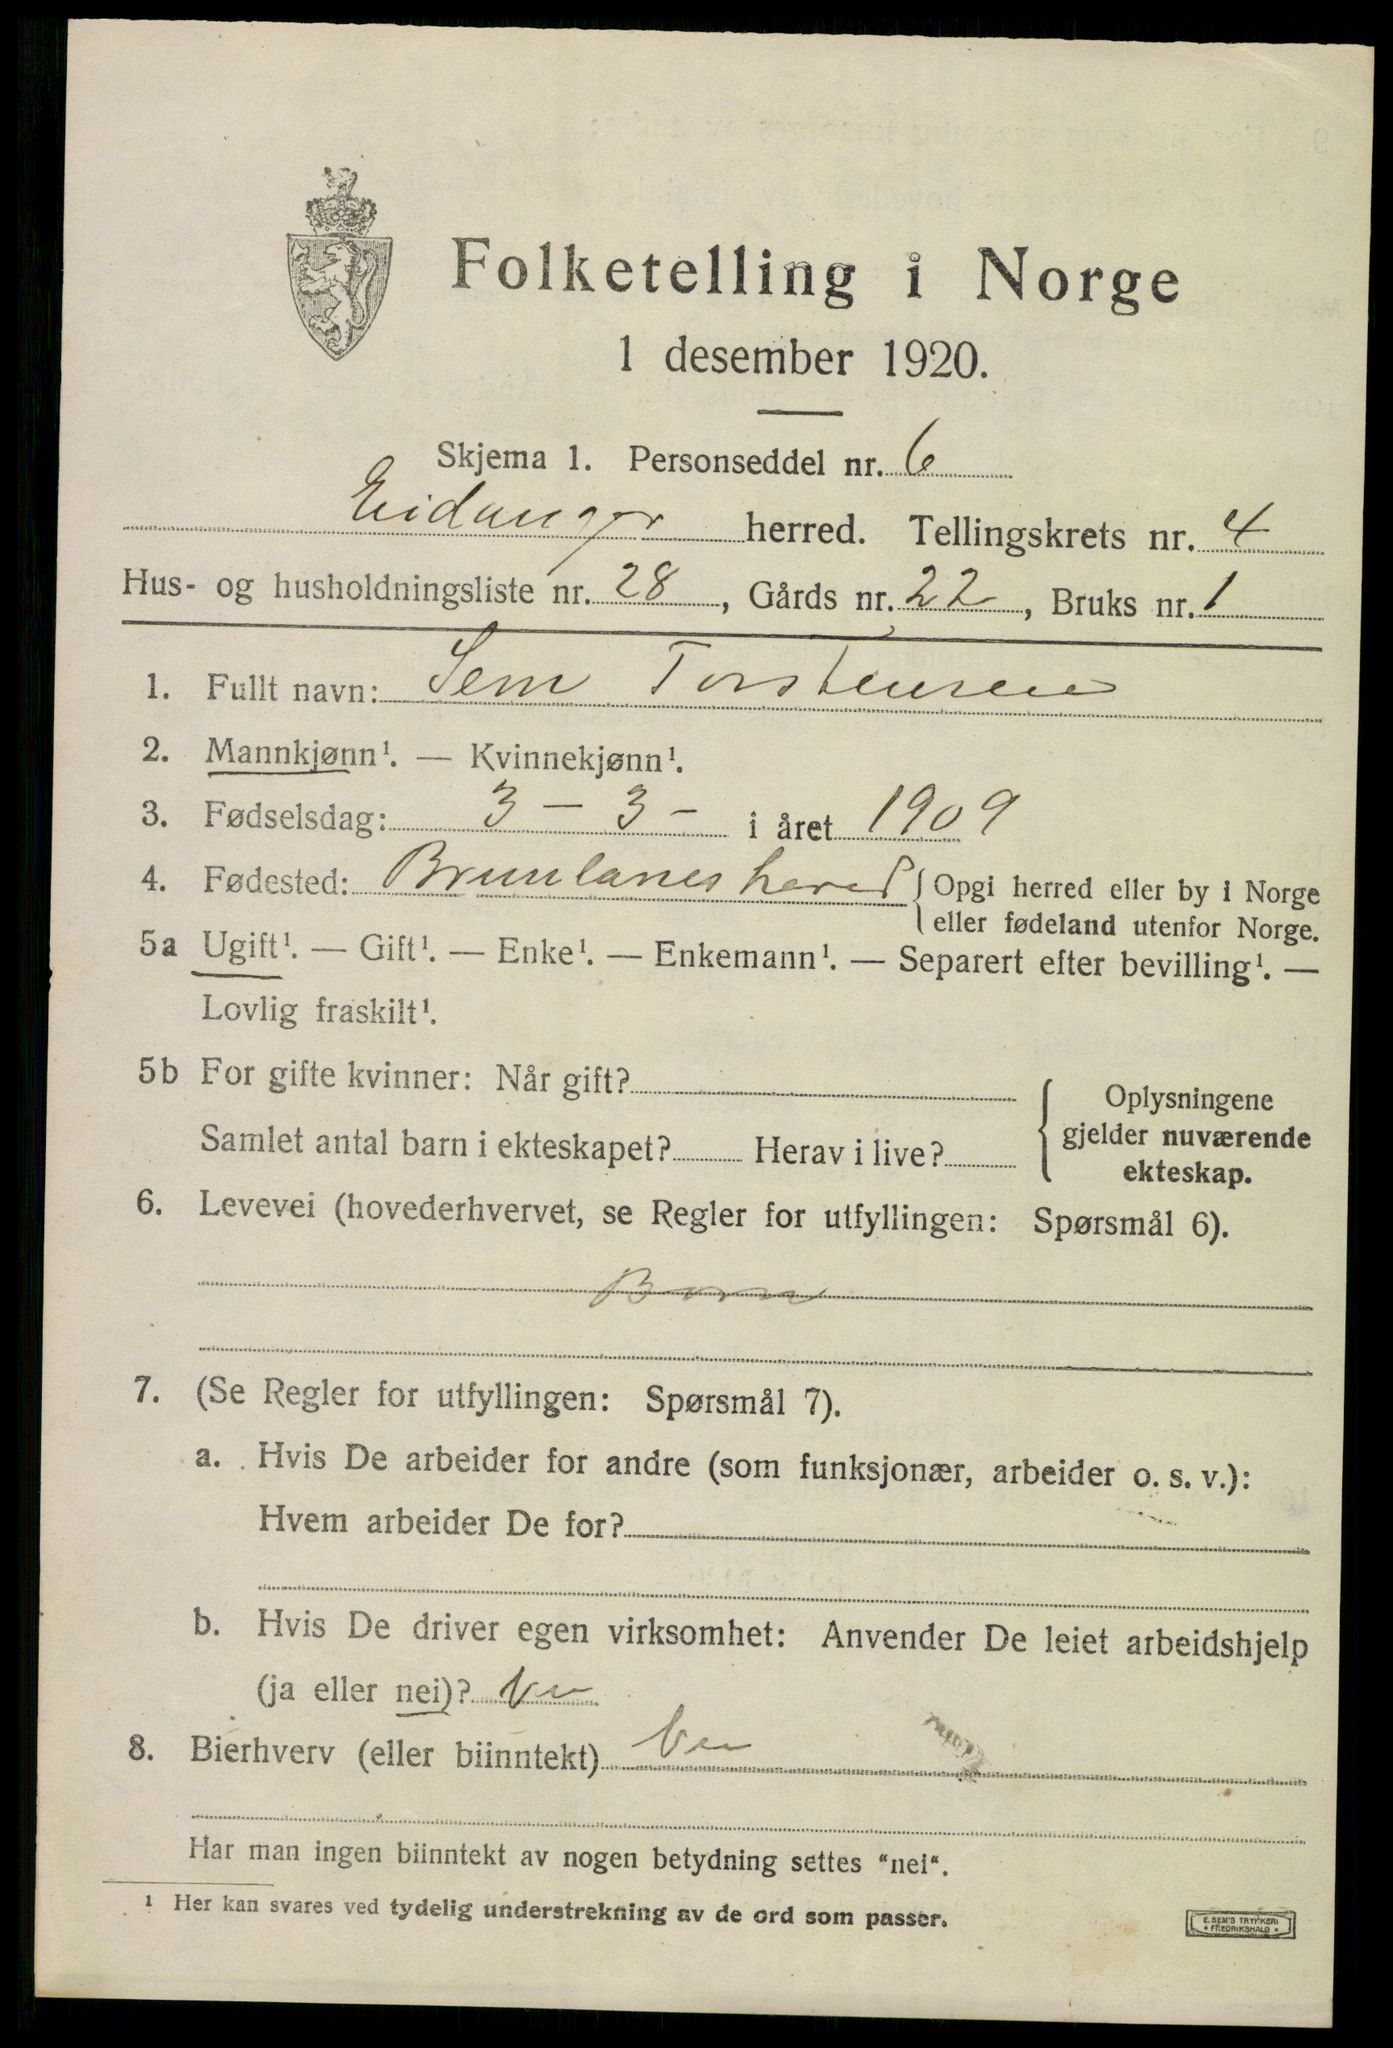 Folketelling i Norge
1 desember 1920.
Skjema 1. Personseddel nr. 6
Eidanger herred. Tellingskrets nr. 4
Hus- og husholdningsliste nr. 28, Gårds nr. 22, Bruks nr. 1
1. Fullt navn: Sem Torstensen
2. Mannkjønn¹. — Kvinnekjønn¹.
3. Fødselsdag: 3 - 3 - i året 1909
4. Fødested: Brunlanes hered { Opgi herred eller by i Norge
eller fødeland utenfor Norge.
5a Ugift¹. — Gift¹. — Enke¹. — Enkemann¹. — Separert efter bevilling¹. —
Lovlig fraskilt¹.
5b For gifte kvinner: Når gift?
Samlet antal barn i ekteskapet? Herav i live?
Oplysningene
gjelder nuværende
ekteskap.
6. Levevei (hovederhvervet, se Regler for utfyllingen: Spørsmål 6).
Barn
7. (Se Regler for utfyllingen: Spørsmål 7).
a. Hvis De arbeider for andre (som funksjonær, arbeider o. s. v.):
Hvem arbeider De for?
b. Hvis De driver egen virksomhet: Anvender De leiet arbeidshjelp
(ja eller nei)?
8. Bierhverv (eller biinntekt)
Har man ingen biinntekt av nogen betydning settes "nei".
¹ Her kan svares ved tydelig understrekning av de ord som passer.
E. SEM'S TRYKKERI
* FREDRIKSHALD *